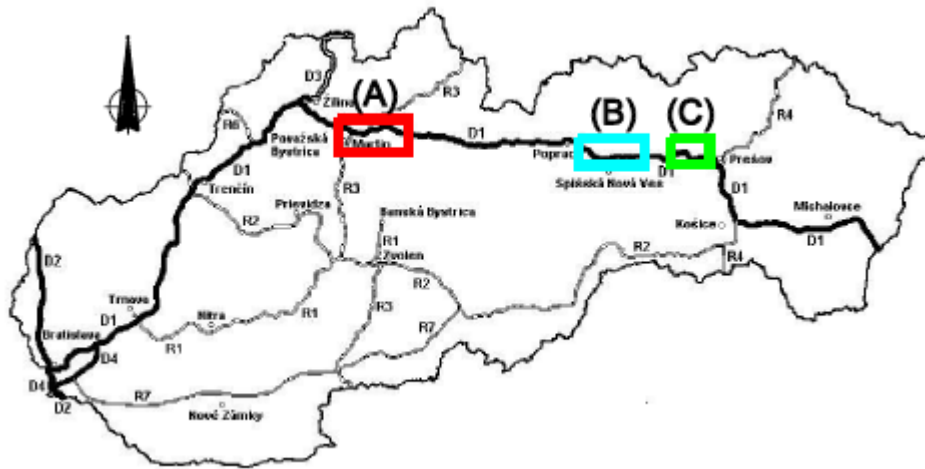 D3
Žilina
(A)
R3
R4
R6
Považská
Bystrica
Martin
D1
(B)
(C)
Poprad
D1
Prešov
Spišská Nová Ves
D1
Trenčín
R3
D1
Prievidza
R2
Banská Bystrica
Michalovce
Košice
D1
R1
Zvolen
R2
R4
D2
R2
Trnava
D1
Nitra
R1
R3
R7
R1
Bratislava
D4
D4
D2
R7
Nové Zámky